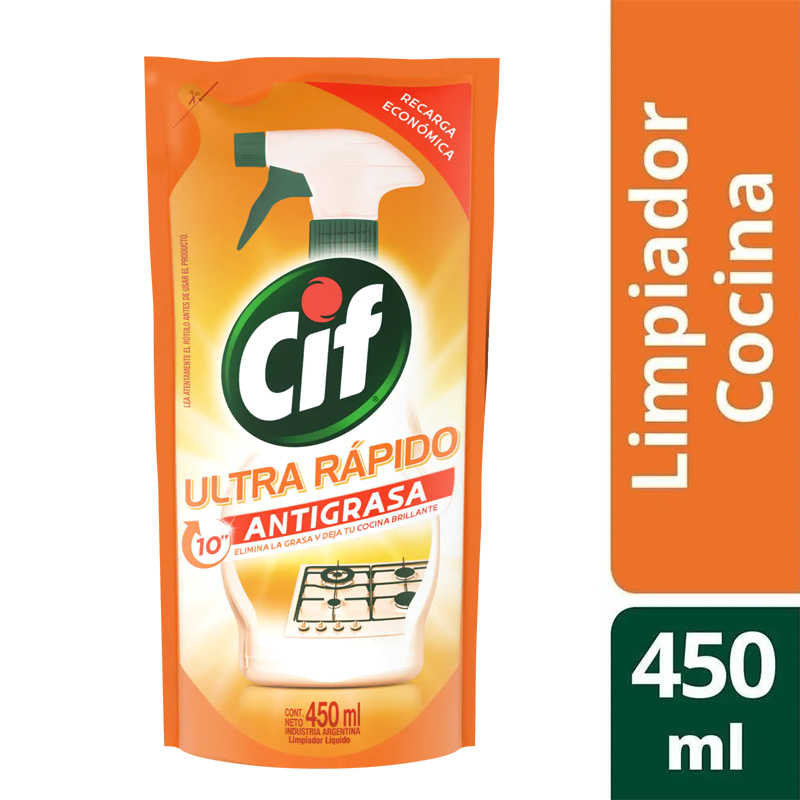 RECARGA
ECONÓMICA
LEA ATENTAMENTE EL RÓTULO ANTES DE USAR EL PRODUCTO.
Cif
®
ULTRA RÁPIDO
10"
ANTIGRASA
ELIMINA LA GRASA Y DEJA TU COCINA BRILLANTE
CONT.
NETO 450 ml
INDUSTRIA ARGENTINA
Limpiador Líquido
Limpiador
Cocina
450
ml